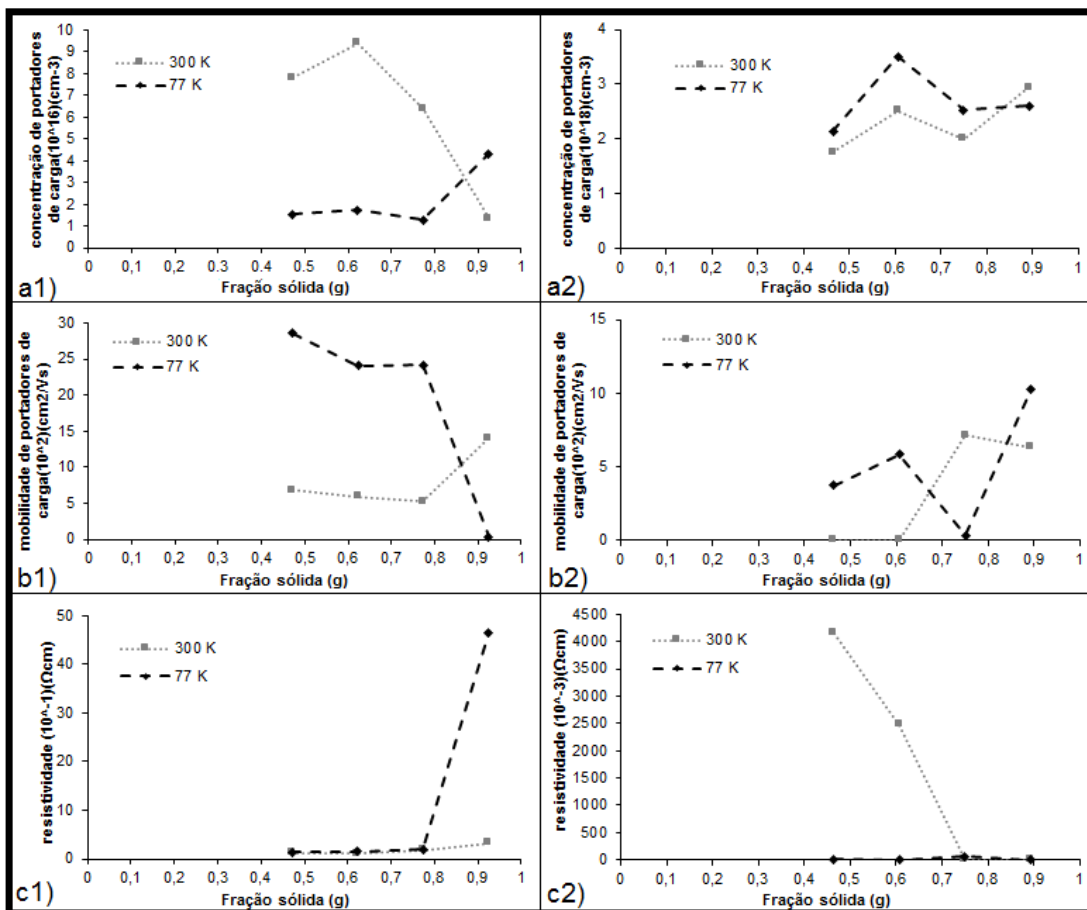 concentração de portadores
de carga(10^16)(cm-3)
10
9
8
7
6
5
4
3
2
1
0
300 K
77 K
0 0,1 0,2 0,3 0,4 0,5 0,6 0,7 0,8 0,9 1
Fração sólida (g)
a1)
concentração de portadores
de carga(10^18)(cm-3)
4
3
2
1
0
300 K
77 K
0 0,1 0,2 0,3 0,4 0,5 0,6 0,7 0,8 0,9 1
Fração sólida (g)
a2)
mobilidade de portadores de
carga(10^2)(cm2/Vs)
30
25
20
15
10
5
0
300 K
77 K
0 0,1 0,2 0,3 0,4 0,5 0,6 0,7 0,8 0,9 1
Fração sólida (g)
b1)
mobilidade de portadores de
carga(10^2)(cm2/Vs)
15
10
5
0
300 K
77 K
0 0,1 0,2 0,3 0,4 0,5 0,6 0,7 0,8 0,9 1
Fração sólida (g)
b2)
resistividade (10^-1)(Ωcm)
50
40
30
20
10
0
300 K
77 K
0 0,1 0,2 0,3 0,4 0,5 0,6 0,7 0,8 0,9 1
Fração sólida (g)
c1)
resistividade (10^-3)(Ωcm)
4500
4000
3500
3000
2500
2000
1500
1000
500
0
300 K
77 K
0 0,1 0,2 0,3 0,4 0,5 0,6 0,7 0,8 0,9 1
Fração sólida (g)
c2)